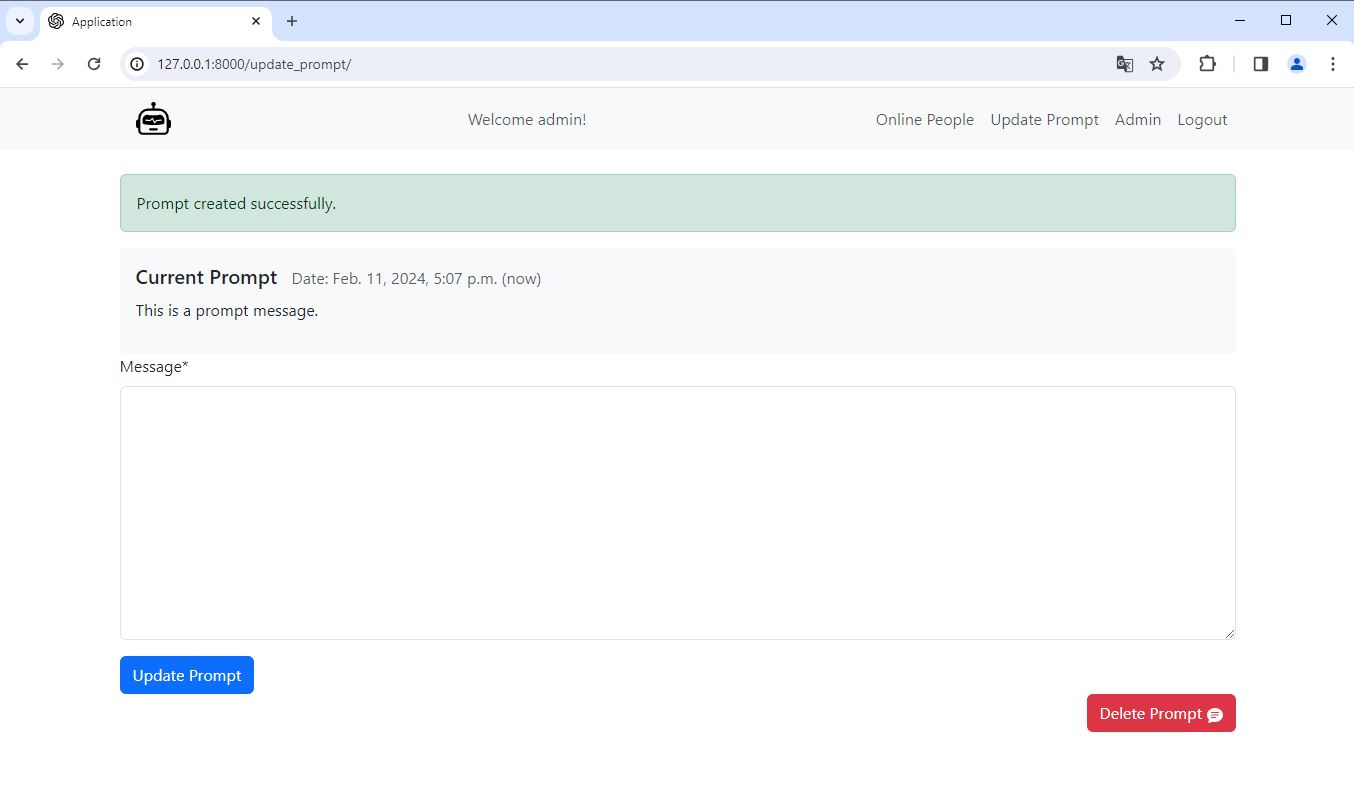 Application
127.0.0.1:8000/update_prompt/
Welcome admin!
Online People Update Prompt Admin Logout
Prompt created successfully.
Current Prompt Date: Feb. 11, 2024, 5:07 p.m. (now)
This is a prompt message.
Message*
Update Prompt
Delete Prompt